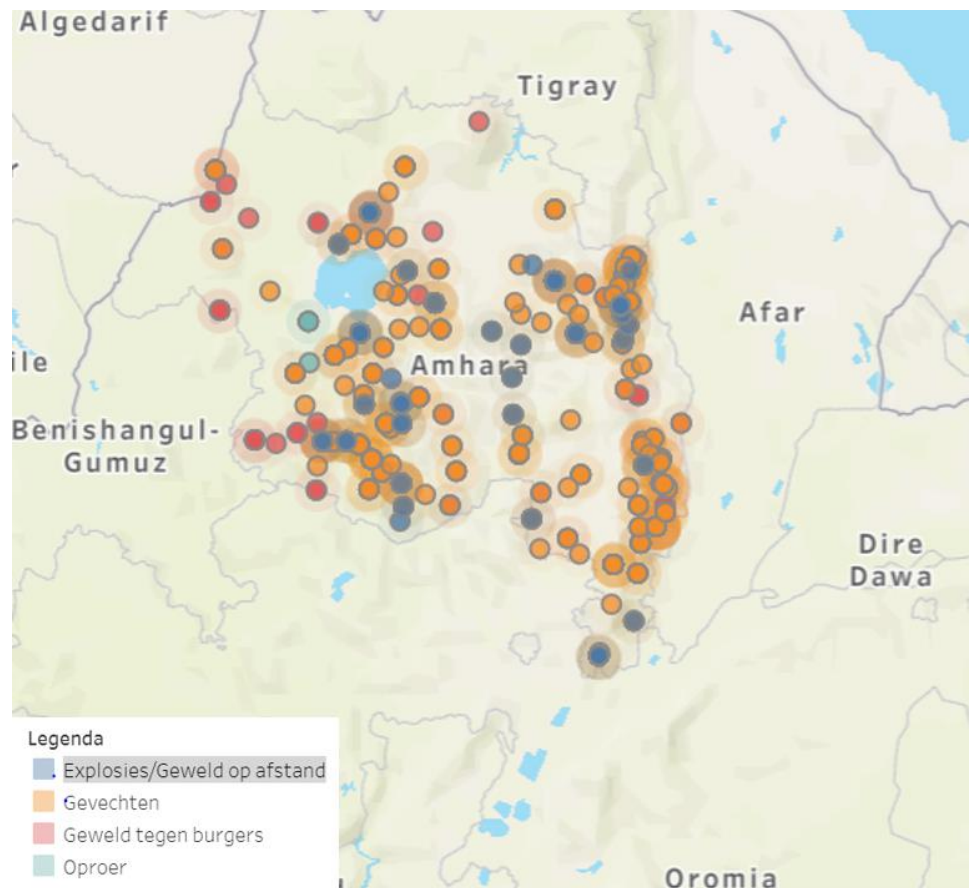 Algedarif
Tigray
Afar
Amhara
ile
Benishangul-
Gumuz
Dire
Dawa
Legenda
Explosies/Geweld op afstand
Gevechten
Geweld tegen burgers
Oproer
Oromia